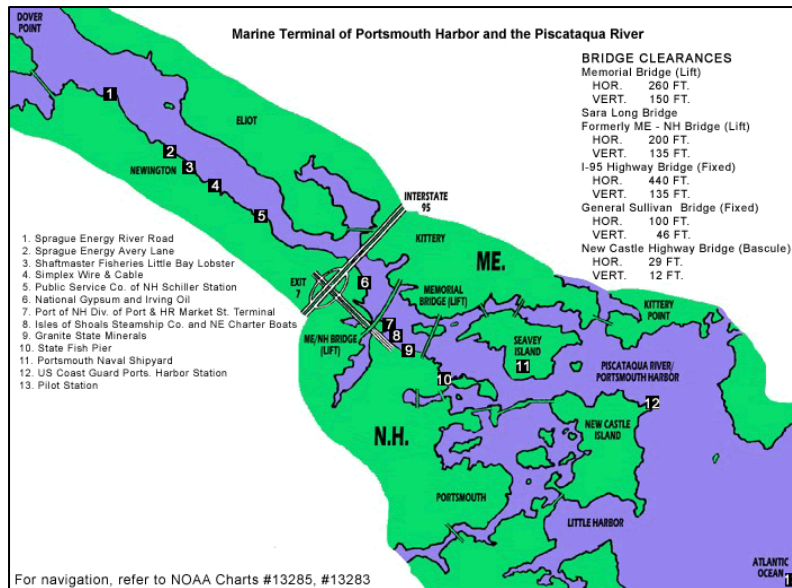 DOVER
POINT
Marine Terminal of Portsmouth Harbor and the Piscataqua River
BRIDGE CLEARANCES
Memorial Bridge (Lift)
HOR. 260 FT.
VERT. 150 FT.
Sara Long Bridge
Formerly ME - NH Bridge (Lift)
HOR. 200 FT.
VERT. 135 FT.
I-95 Highway Bridge (Fixed)
HOR. 440 FT.
VERT. 135 FT.
General Sullivan Bridge (Fixed)
HOR. 100 FT.
VERT. 46 FT.
New Castle Highway Bridge (Bascule)
HOR. 29 FT.
VERT. 12 FT.
1
ELIOT
2
NEWINGTON
3
4
5
INTERSTATE
95
KITTERY
ME.
1. Sprague Energy River Road
2. Sprague Energy Avery Lane
3. Shaftmaster Fisheries Little Bay Lobster
4. Simplex Wire & Cable
5. Public Service Co. of NH Schiller Station
6. National Gypsum and Irving Oil
7. Port of NH Div. of Port & HR Market St. Terminal
8. Isles of Shoals Steamship Co. and NE Charter Boats
9. Granite State Minerals
10. State Fish Pier
11. Portsmouth Naval Shipyard
12. US Coast Guard Ports. Harbor Station
13. Pilot Station
EXIT
7
6
MEMORIAL
BRIDGE (LIFT)
KITTERY
POINT
ME/NH BRIDGE
(LIFT)
7
8
9
SEAVEY
ISLAND
11
10
PISCATAQUA RIVER/
PORTSMOUTH HARBOR
12
N.H.
NEW CASTLE
ISLAND
PORTSMOUTH
LITTLE HARBOR
ATLANTIC
OCEAN
1
For navigation, refer to NOAA Charts #13285, #13283